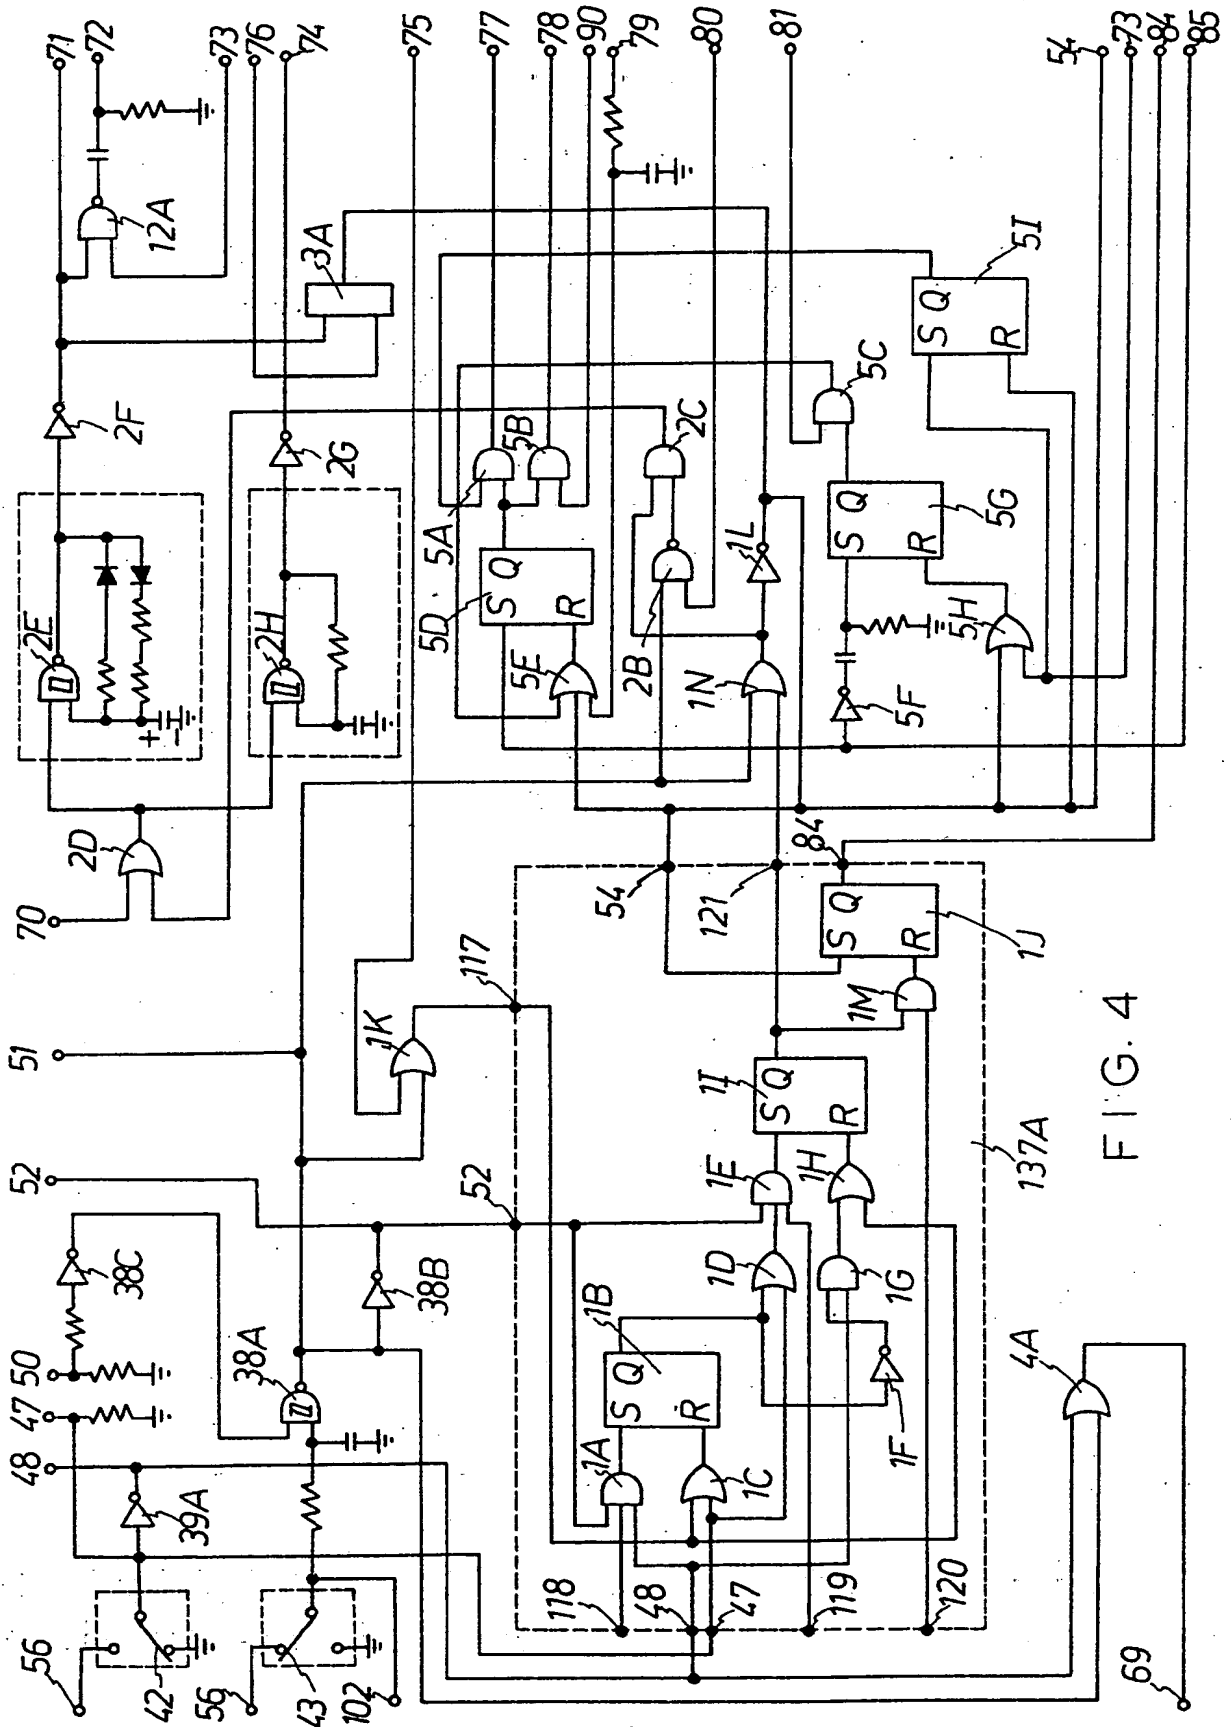 71
72
73
76
74
75
77
78
90
79
80
81
54
73
84
85
12A
3A
2F
2G
5A
5B
2C
5C
5I
S Q
R
2E
+
-
2H
5D
S Q
R
5E
2B
1L
S Q
R
5G
1N
5F
5H
2D
70
54
121
84
S Q
R
1J
1M
51
1K
117
52
52
1I
S Q
R
1E
1H
137A
FIG. 4
38C
38B
1D
1B
1G
50
47
48
38A
S Q
R
1A
1C
1F
4A
39A
118
48
47
119
120
56
42
56
43
102
69